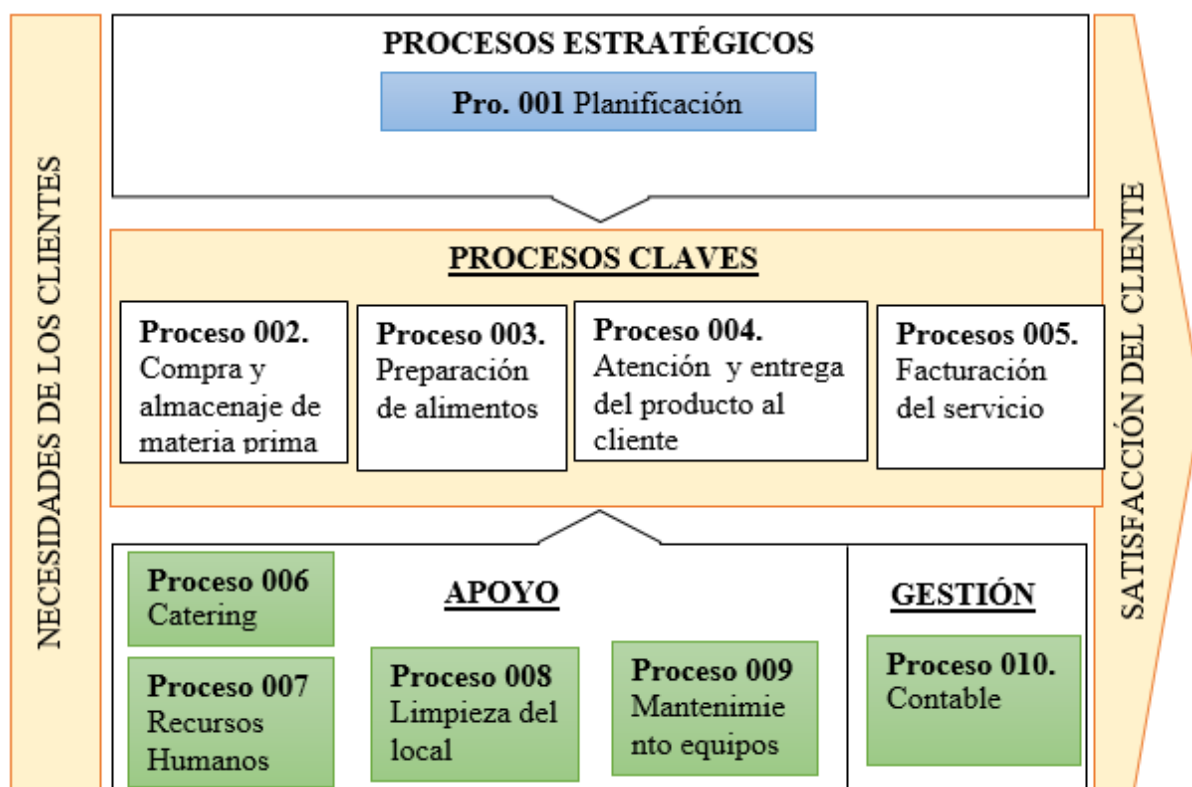 NECESIDADES DE LOS CLIENTES
PROCESOS ESTRATÉGICOS
Pro. 001 Planificación
PROCESOS CLAVES
Proceso 002.
Compra y
almacenaje de
materia prima
Proceso 003.
Preparación
de alimentos
Proceso 004.
Atención y entrega
del producto al
cliente
Procesos 005.
Facturación
del servicio
Proceso 006
Catering
Proceso 007
Recursos
Humanos
APOYO
Proceso 008
Limpieza del
local
Proceso 009
Mantenimie
nto equipos
GESTIÓN
Proceso 010.
Contable
SATISFACCIÓN DEL CLIENTE